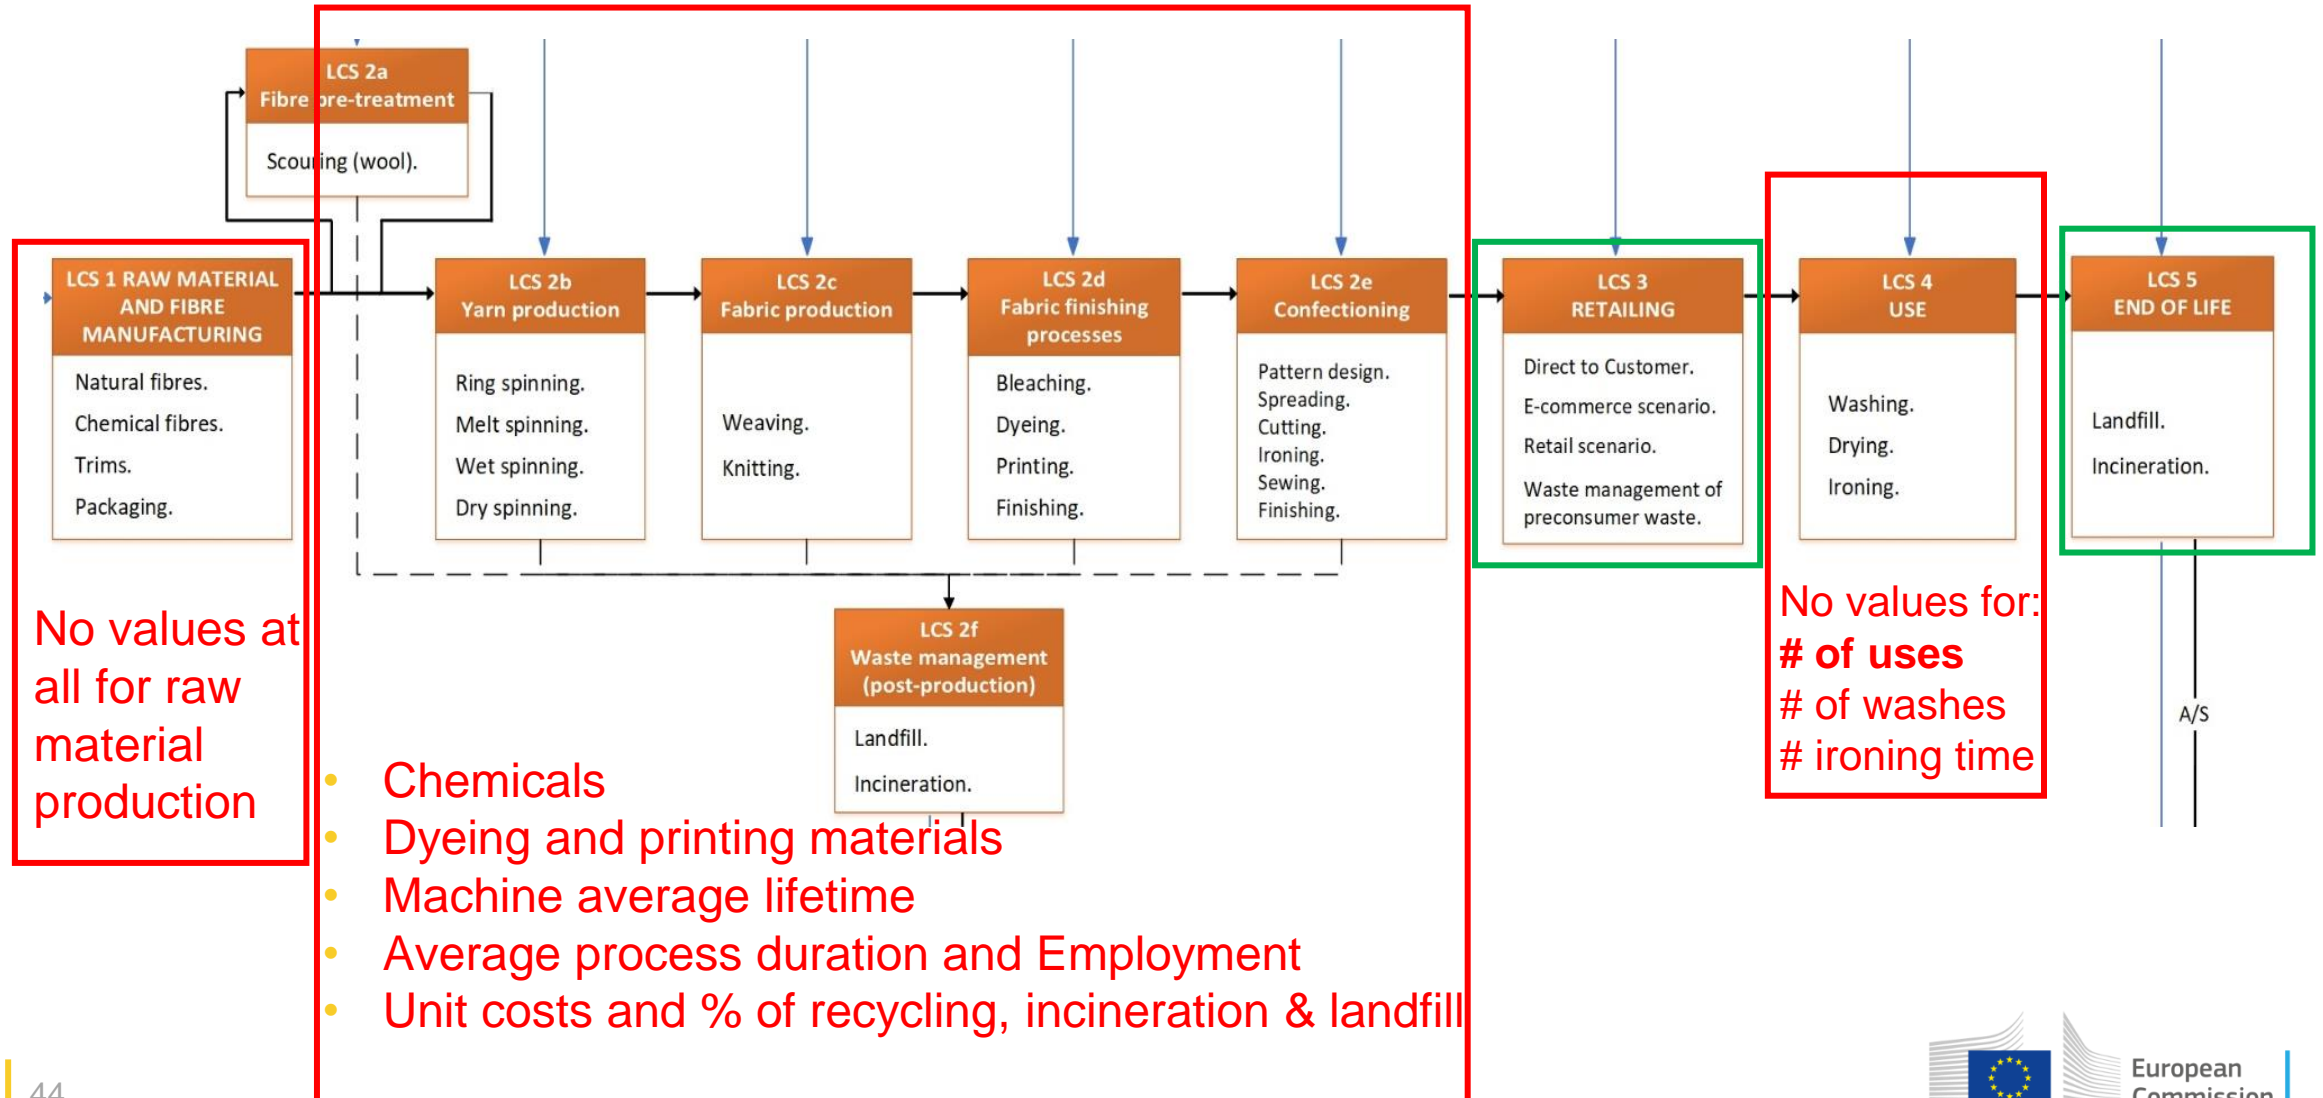 LCS 2a
Fibre pre-treatment
Scouring (wool).
LCS 1 RAW MATERIAL
AND FIBRE
MANUFACTURING
Natural fibres.
Chemical fibres.
Trims.
Packaging.
LCS 2b
Yarn production
Ring spinning.
Melt spinning.
Wet spinning.
Dry spinning.
LCS 2c
Fabric production
Weaving.
Knitting.
LCS 2d
Fabric finishing
processes
Bleaching.
Dyeing.
Printing.
Finishing.
LCS 2e
Confectioning
Pattern design.
Spreading.
Cutting.
Ironing.
Sewing.
Finishing.
LCS 3
RETAILING
Direct to Customer.
E-commerce scenario.
Retail scenario.
Waste management of
preconsumer waste.
LCS 4
USE
Washing.
Drying.
Ironing.
LCS 5
END OF LIFE
Landfill.
Incineration.
A/S
LCS 2f
Waste management
(post-production)
Landfill.
Incineration.
No values at
all for raw
material
production
• Chemicals
• Dyeing and printing materials
• Machine average lifetime
• Average process duration and Employment
• Unit costs and % of recycling, incineration & landfill
No values for:
# of uses
# of washes
# ironing time
44
European
Commission